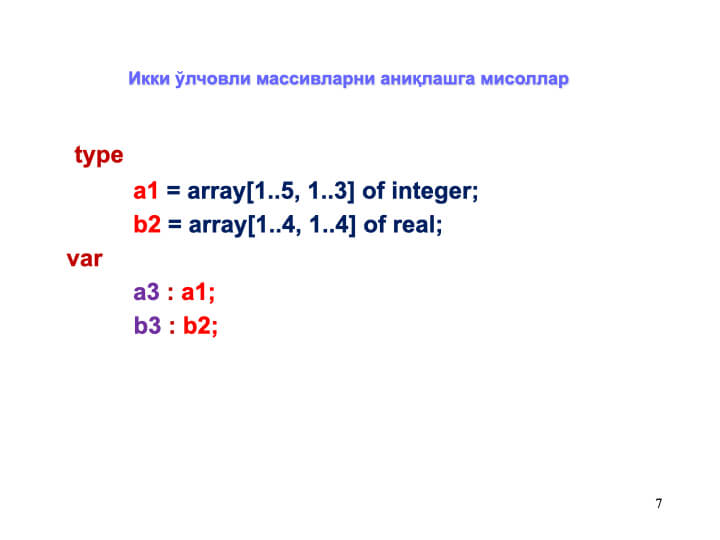 Икки ўлчовли массивларни аниқлашга мисоллар
type
a1 = array[1..5, 1..3] of integer;
b2 = array[1..4, 1..4] of real;
var
a3 : a1;
b3 : b2;
7